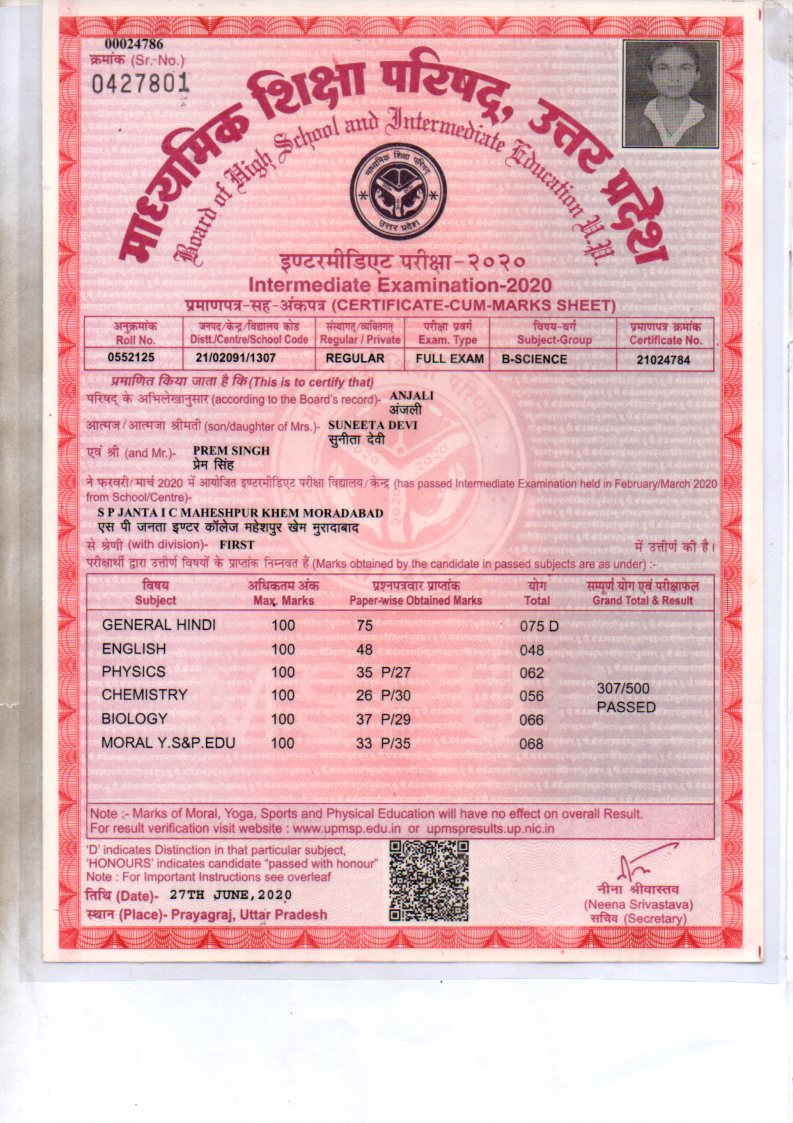 00024786
क्रमांक (Sr. No.)
0427801
माध्यमिक शिक्षा परिषद्, उत्तर प्रदेश
Board of High School and Intermediate Education U.P.
माध्यमिक शिक्षा परिषद
उत्तर प्रदेश
इण्टरमीडिएट परीक्षा-२०२०
Intermediate Examination-2020
प्रमाणपत्र-सह-अंकपत्र (CERTIFICATE-CUM-MARKS SHEET)
अनुक्रमांक जनपद/केन्द्र/विद्यालय कोड संस्थागत/व्यक्तिगत परीक्षा प्रवर्ग विषय-वर्ग प्रमाणपत्र क्रमांक
Roll No. Distt./Centre/School Code Regular / Private Exam. Type Subject-Group Certificate No.
0552125 21/02091/1307 REGULAR FULL EXAM B-SCIENCE 21024784
प्रमाणित किया जाता है कि (This is to certify that)
परिषद् के अभिलेखानुसार (according to the Board's record)- ANJALI
अंजली
आत्मज/आत्मजा श्रीमती (son/daughter of Mrs.)- SUNEETA DEVI
सुनीता देवी
एवं श्री (and Mr.)- PREM SINGH
प्रेम सिंह
ने फरवरी/मार्च 2020 में आयोजित इण्टरमीडिएट परीक्षा विद्यालय/केन्द्र (has passed Intermediate Examination held in February/March 2020
from School/Centre)-
S P JANTA I C MAHESHPUR KHEM MORADABAD
एस पी जनता इण्टर कॉलेज महेशपुर खेम मुरादाबाद
से श्रेणी (with division)- FIRST में उत्तीर्ण की है।
परीक्षार्थी द्वारा उत्तीर्ण विषयों के प्राप्तांक निम्नवत हैं (Marks obtained by the candidate in passed subjects are as under) :-
विषय अधिकतम अंक प्रश्नपत्रवार प्राप्तांक योग सम्पूर्ण योग एवं परीक्षाफल
Subject Max. Marks Paper-wise Obtained Marks Total Grand Total & Result
GENERAL HINDI 100 75 075 D
ENGLISH 100 48 048
PHYSICS 100 35 P/27 062
CHEMISTRY 100 26 P/30 056 307/500
BIOLOGY 100 37 P/29 066 PASSED
MORAL Y.S&P.EDU 100 33 P/35 068
Note :- Marks of Moral, Yoga, Sports and Physical Education will have no effect on overall Result.
For result verification visit website : www.upmsp.edu.in or upmspresults.up.nic.in
'D' indicates Distinction in that particular subject,
'HONOURS' indicates candidate "passed with honour"
Note : For Important Instructions see overleaf
तिथि (Date)- 27TH JUNE,2020
स्थान (Place)- Prayagraj, Uttar Pradesh
नीना श्रीवास्तव
(Neena Srivastava)
सचिव (Secretary)